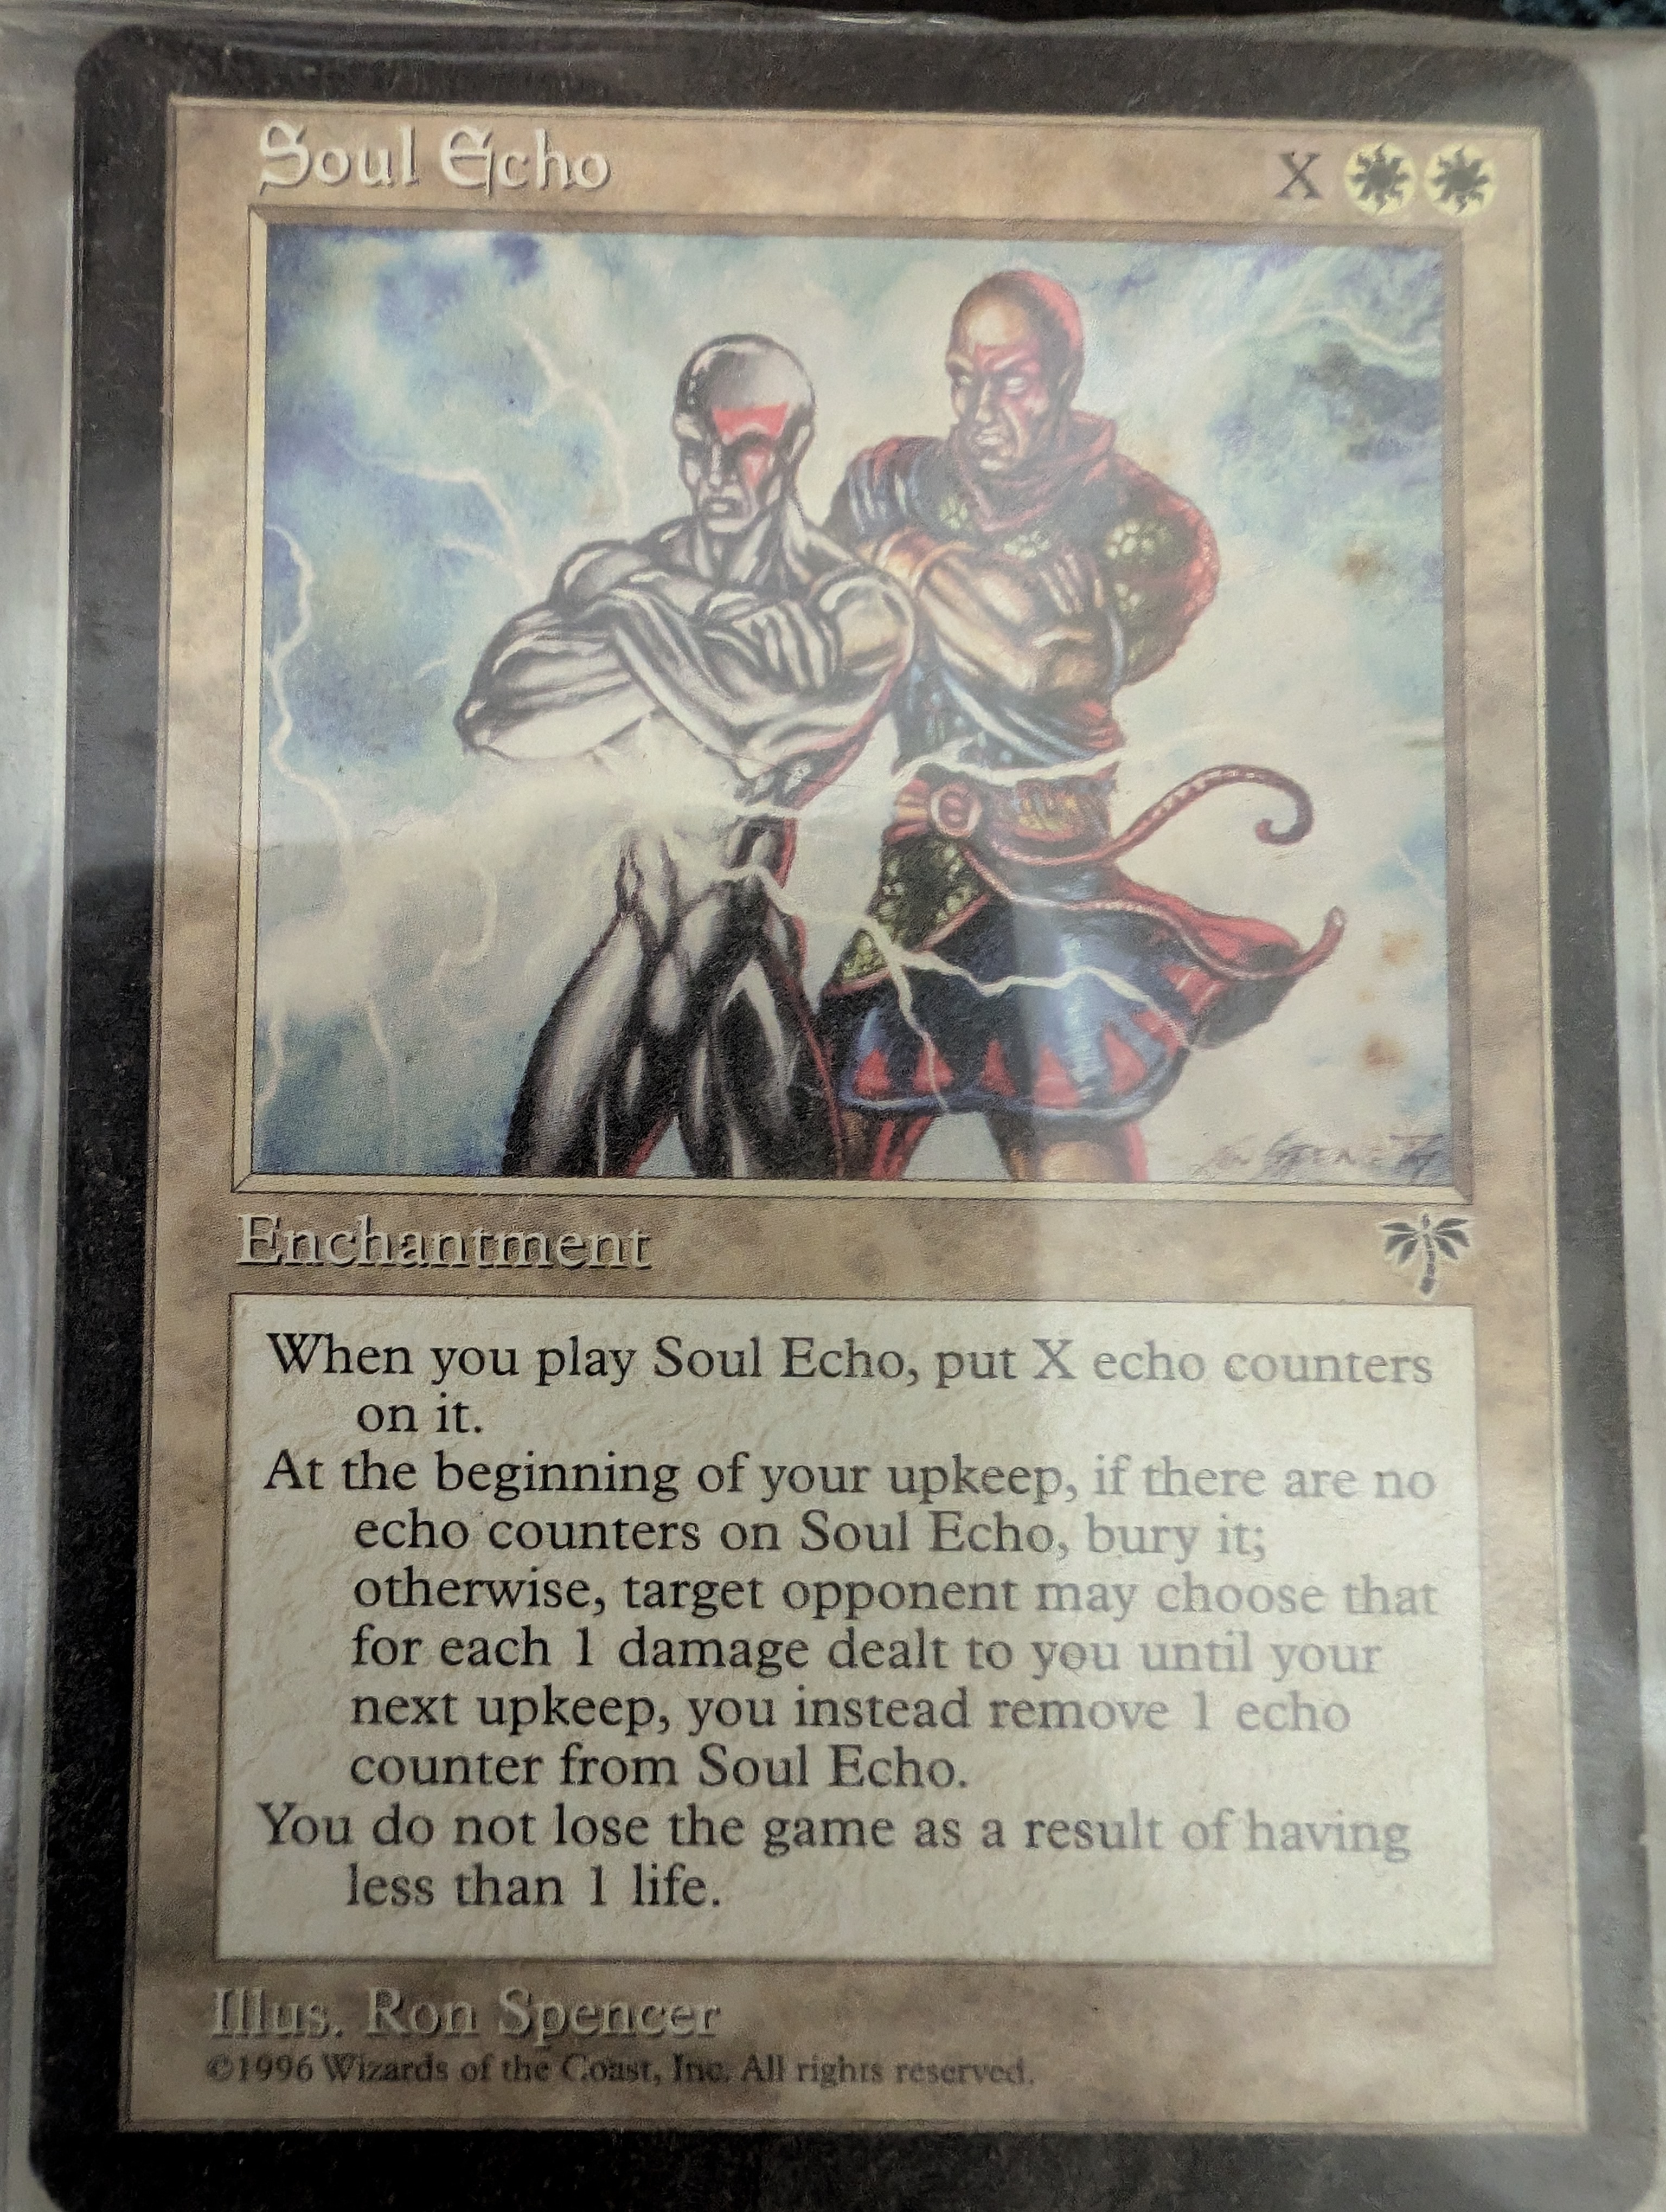 Soul Echo X
Enchantment
When you play Soul Echo, put X echo counters
on it.
At the beginning of your upkeep, if there are no
echo counters on Soul Echo, bury it;
otherwise, target opponent may choose that
for each 1 damage dealt to you until your
next upkeep, you instead remove 1 echo
counter from Soul Echo.
You do not lose the game as a result of having
less than 1 life.
Illus. Ron Spencer
©1996 Wizards of the Coast, Inc. All rights reserved.